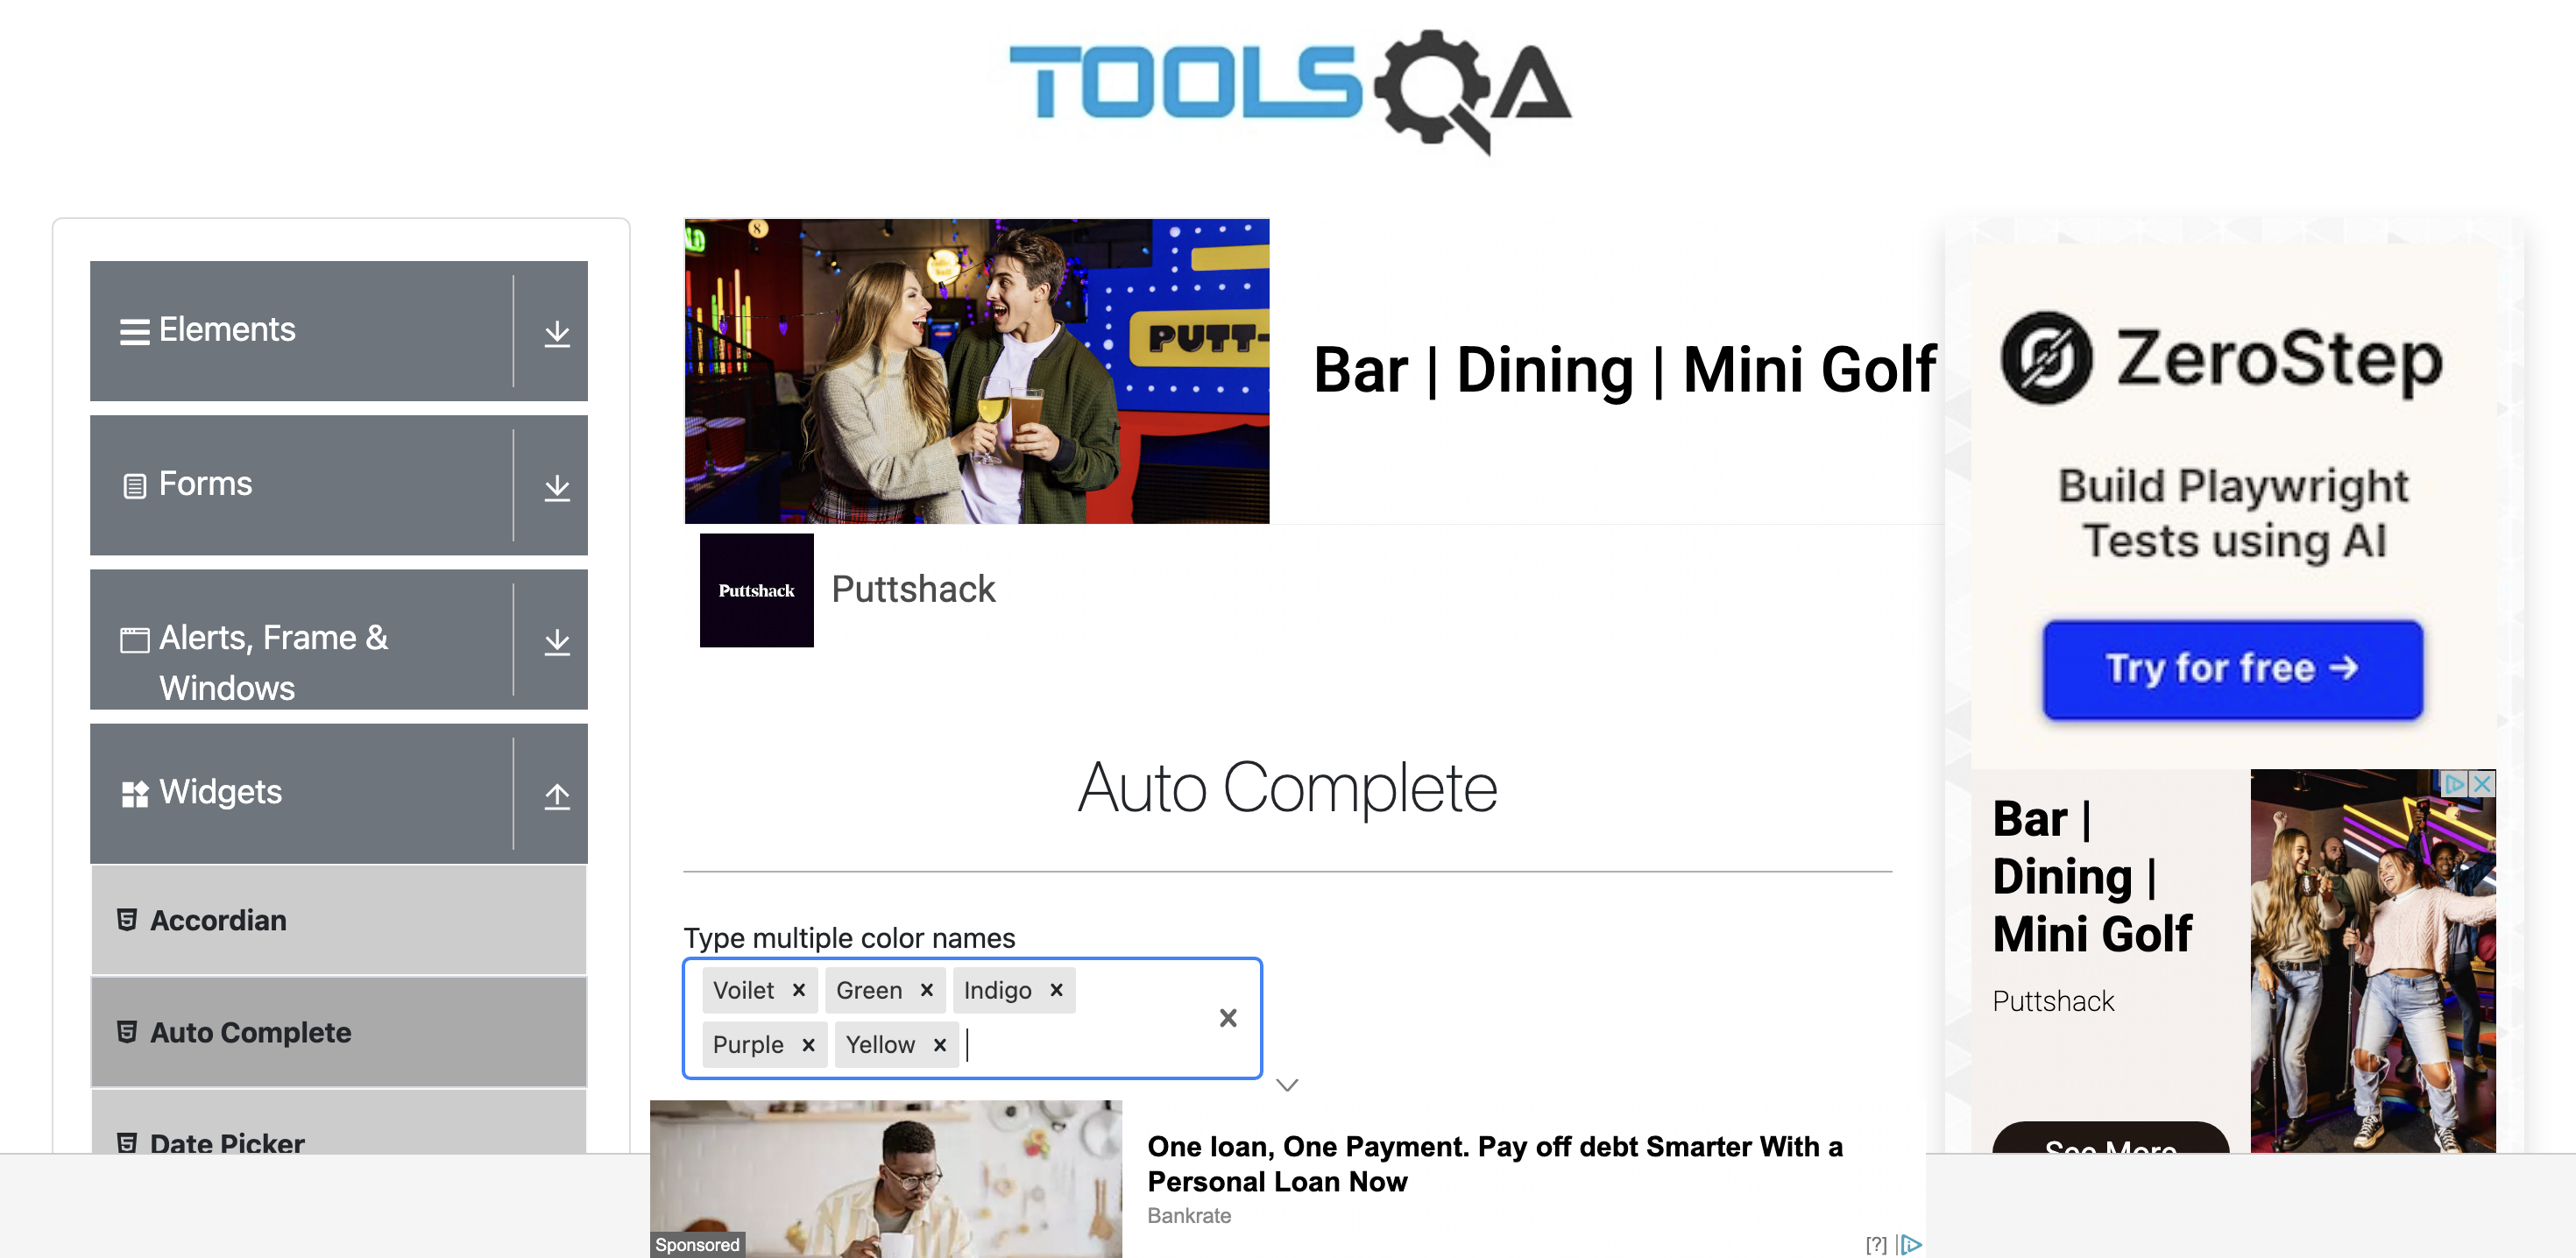 TOOLSQA
Elements
Forms
Alerts, Frame &
Windows
Widgets
Accordian
Auto Complete
Date Picker
8
PUTT-
Bar | Dining | Mini Golf
Puttshack
Puttshack
Auto Complete
Type multiple color names
Voilet × Green × Indigo ×
Purple × Yellow ×
Sponsored
One loan, One Payment. Pay off debt Smarter With a
Personal Loan Now
Bankrate
[?]
ZeroStep
Build Playwright
Tests using AI
Try for free →
Bar |
Dining |
Mini Golf
Puttshack
See More